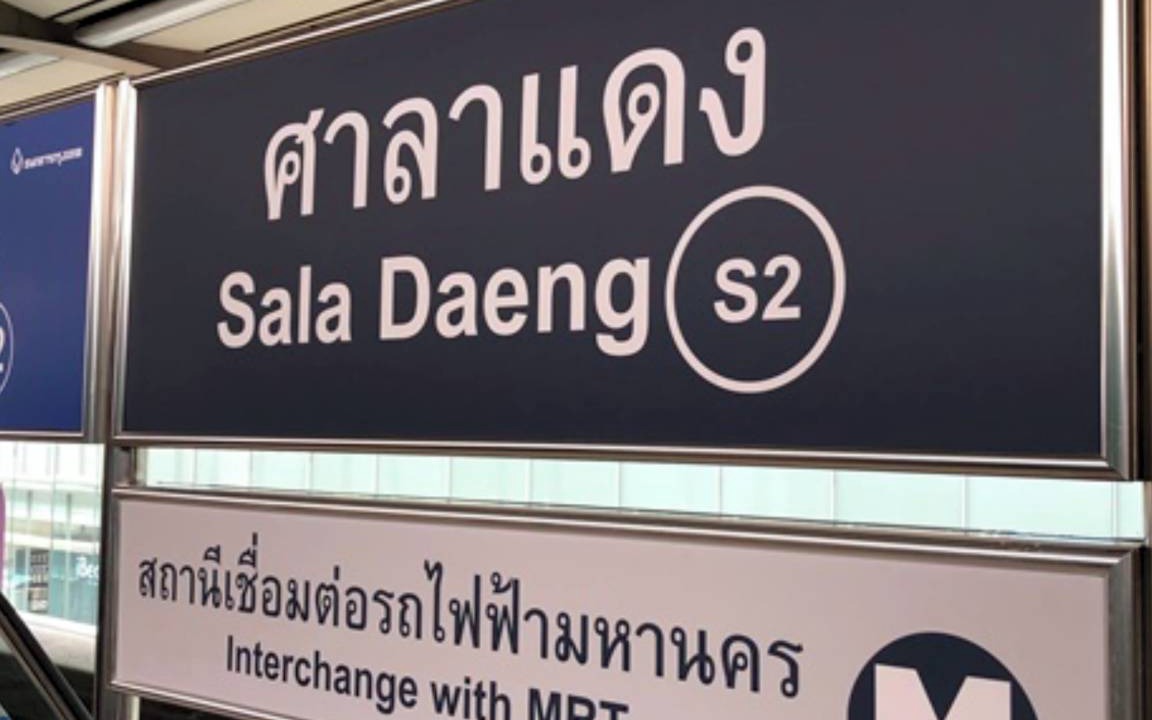 ศาลาแดง
Sala Daeng S2
สถานีเชื่อมต่อรถไฟฟ้ามหานคร
Interchange with MRT